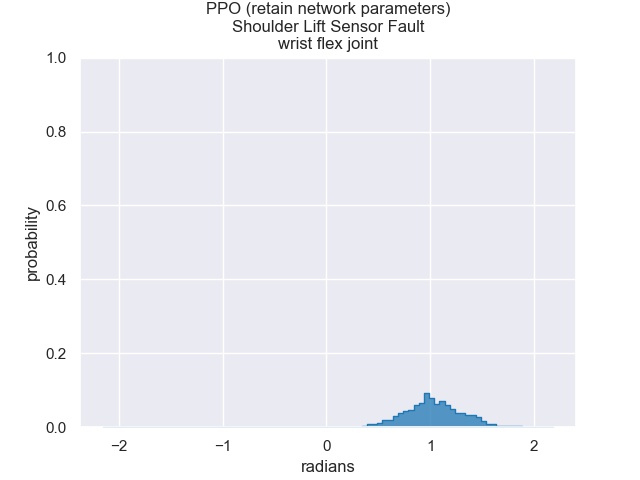 PPO (retain network parameters)
Shoulder Lift Sensor Fault
wrist flex joint
1.0
0.8
0.6
0.4
0.2
0.0
probability
−2
−1
0
1
2
radians